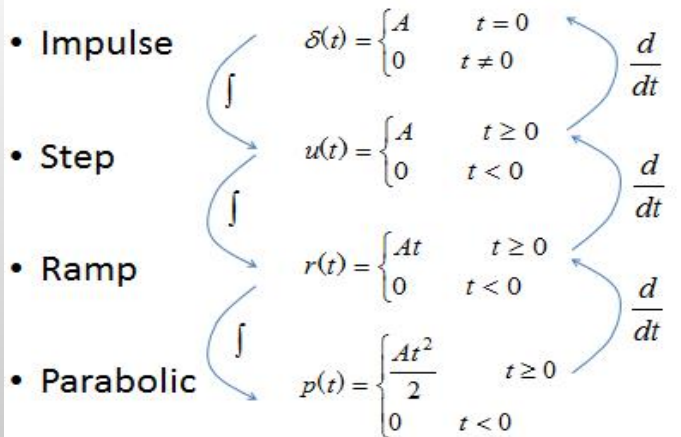 • Impulse δ(t) = {A t = 0
0 t ≠ 0
d/dt
∫
• Step u(t) = {A t ≥ 0
0 t < 0
d/dt
∫
• Ramp r(t) = {At t ≥ 0
0 t < 0
d/dt
∫
• Parabolic p(t) = {At²/2 t ≥ 0
0 t < 0